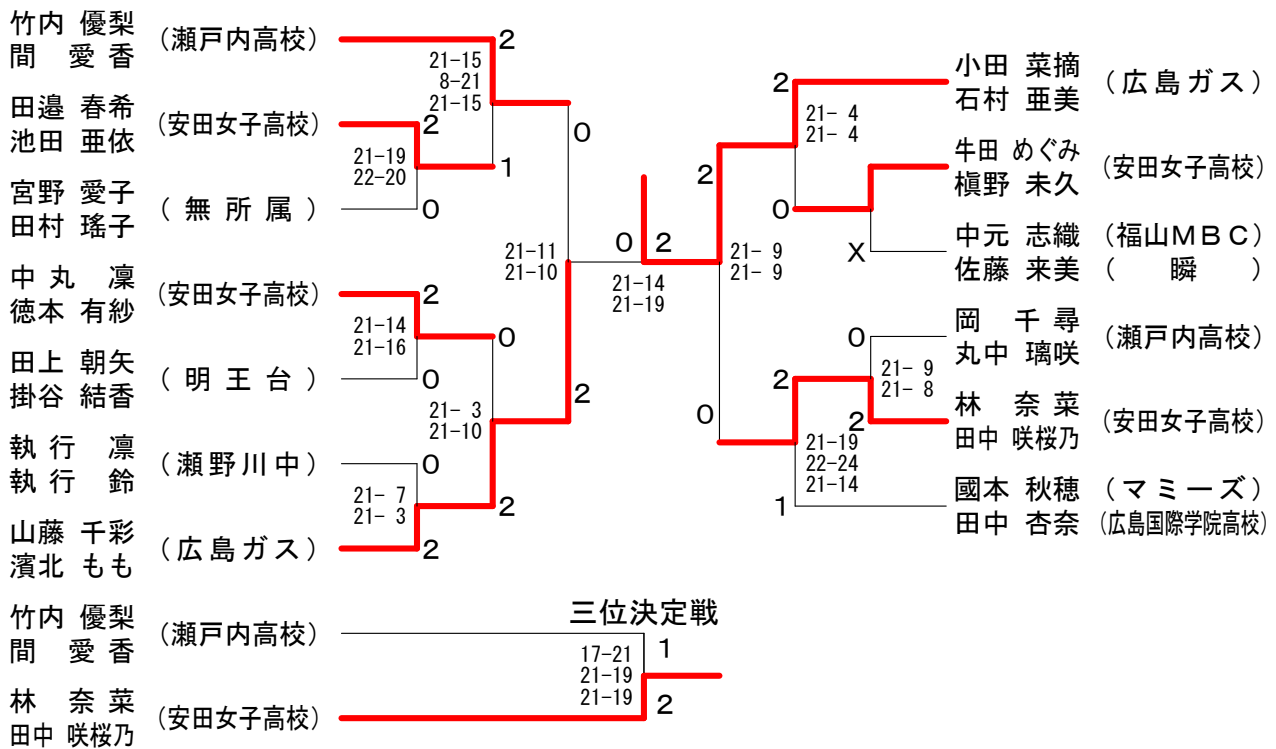 竹内 優梨
間 愛香
(瀬戸内高校)
2
21-15
8-21
21-15
田邉 春希
池田 亜依
(安田女子高校)
2
21-19
22-20
1
0
宮野 愛子
田村 瑤子
(無所属)
0
中丸 凜
徳本 有紗
(安田女子高校)
2
21-14
21-16
0
田上 朝矢
掛谷 結香
(明王台)
0
21-11
21-10
21- 3
21-10
2
執行 凛
執行 鈴
(瀬野川中)
0
21- 7
21- 3
2
山藤 千彩
濱北 もも
(広島ガス)
2
0
2
21-14
21-19
2
小田 菜摘
石村 亜美
(広島ガス)
21- 4
21- 4
2
牛田 めぐみ
槇野 未久
(安田女子高校)
0
X
中元 志織
佐藤 来美
(福山MBC)
(瞬)
21- 9
21- 9
岡 千尋
丸中 璃咲
(瀬戸内高校)
0
21- 9
21- 8
2
0
林 奈菜
田中 咲桜乃
(安田女子高校)
2
21-19
22-24
21-14
1
國本 秋穂
田中 杏奈
(マミーズ)
(広島国際学院高校)
三位決定戦
竹内 優梨
間 愛香
(瀬戸内高校)
1
17-21
21-19
21-19
2
林 奈菜
田中 咲桜乃
(安田女子高校)